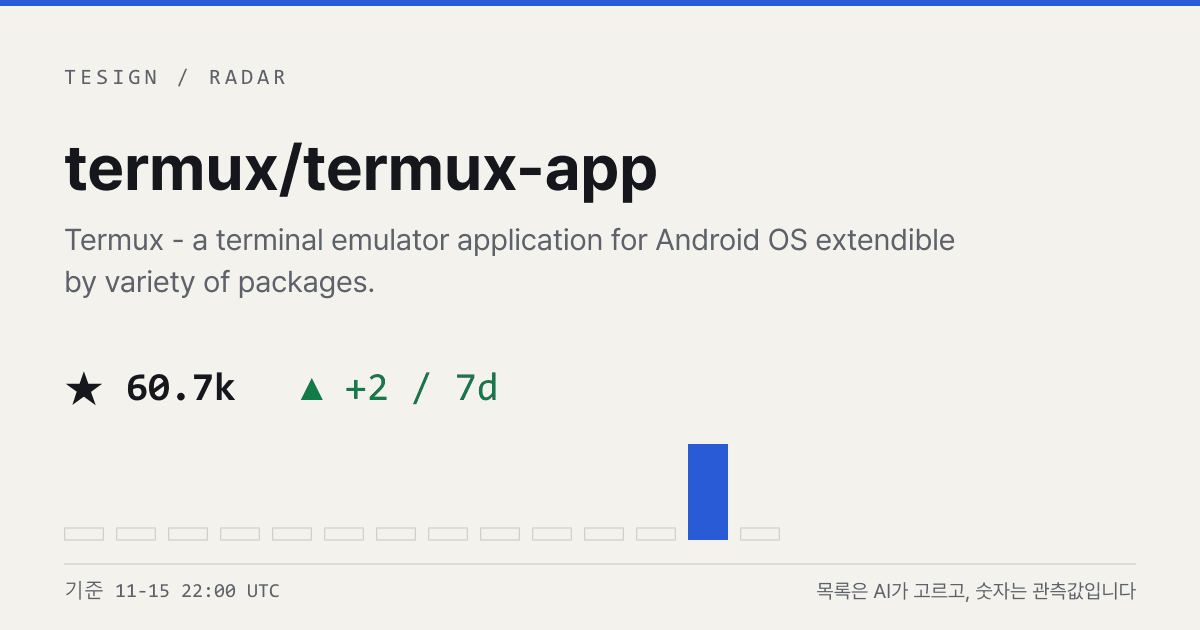 TESIGN / RADAR
termux/termux-app
Termux - a terminal emulator application for Android OS extendible
by variety of packages.
★ 60.7k ▲ +2 / 7d
기준 11-15 22:00 UTC
목록은 AI가 고르고, 숫자는 관측값입니다